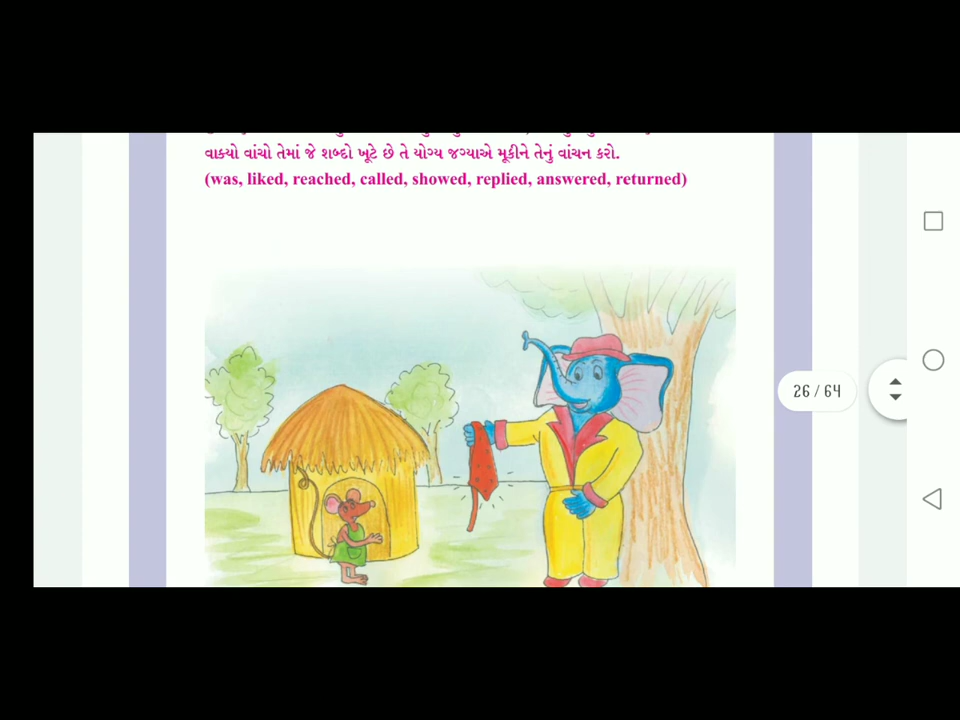 વાક્યો વાંચો તેમાં જે શબ્દો ખૂટે છે તે યોગ્ય જગ્યાએ મૂકીને તેનું વાંચન કરો.
(was, liked, reached, called, showed, replied, answered, returned)
26 / 64